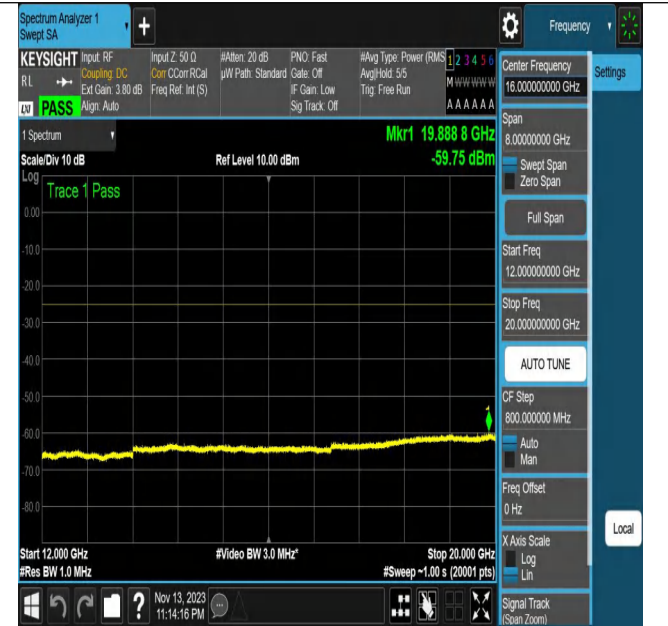 Spectrum Analyzer 1
Swept SA
+
Frequency
KEYSIGHT
RL
LXI
PASS
Input: RF
Coupling: DC
Ext Gain: 3.80 dB
Align: Auto
Input Z: 50 Ω
Corr CCorr RCal
Freq Ref: Int (S)
#Atten: 20 dB
µW Path: Standard
PNO: Fast
Gate: Off
IF Gain: Low
Sig Track: Off
#Avg Type: Power (RMS
Avg|Hold: 5/5
Trig: Free Run
1 2 3 4 5 6
M W W W W W
A A A A A A
1 Spectrum
Scale/Div 10 dB
Log
Ref Level 10.00 dBm
Mkr1 19.888 8 GHz
-59.75 dBm
Trace 1 Pass
0.00
-10.0
-20.0
-30.0
-40.0
-50.0
-60.0
-70.0
-80.0
1
Start 12.000 GHz
#Res BW 1.0 MHz
#Video BW 3.0 MHz*
Stop 20.000 GHz
#Sweep ~1.00 s (20001 pts)
Nov 13, 2023
11:14:16 PM
?
Center Frequency
16.000000000 GHz
Settings
Span
8.00000000 GHz
Swept Span
Zero Span
Full Span
Start Freq
12.000000000 GHz
Stop Freq
20.000000000 GHz
AUTO TUNE
CF Step
800.000000 MHz
Auto
Man
Freq Offset
0 Hz
X Axis Scale
Log
Lin
Local
Signal Track
(Span Zoom)